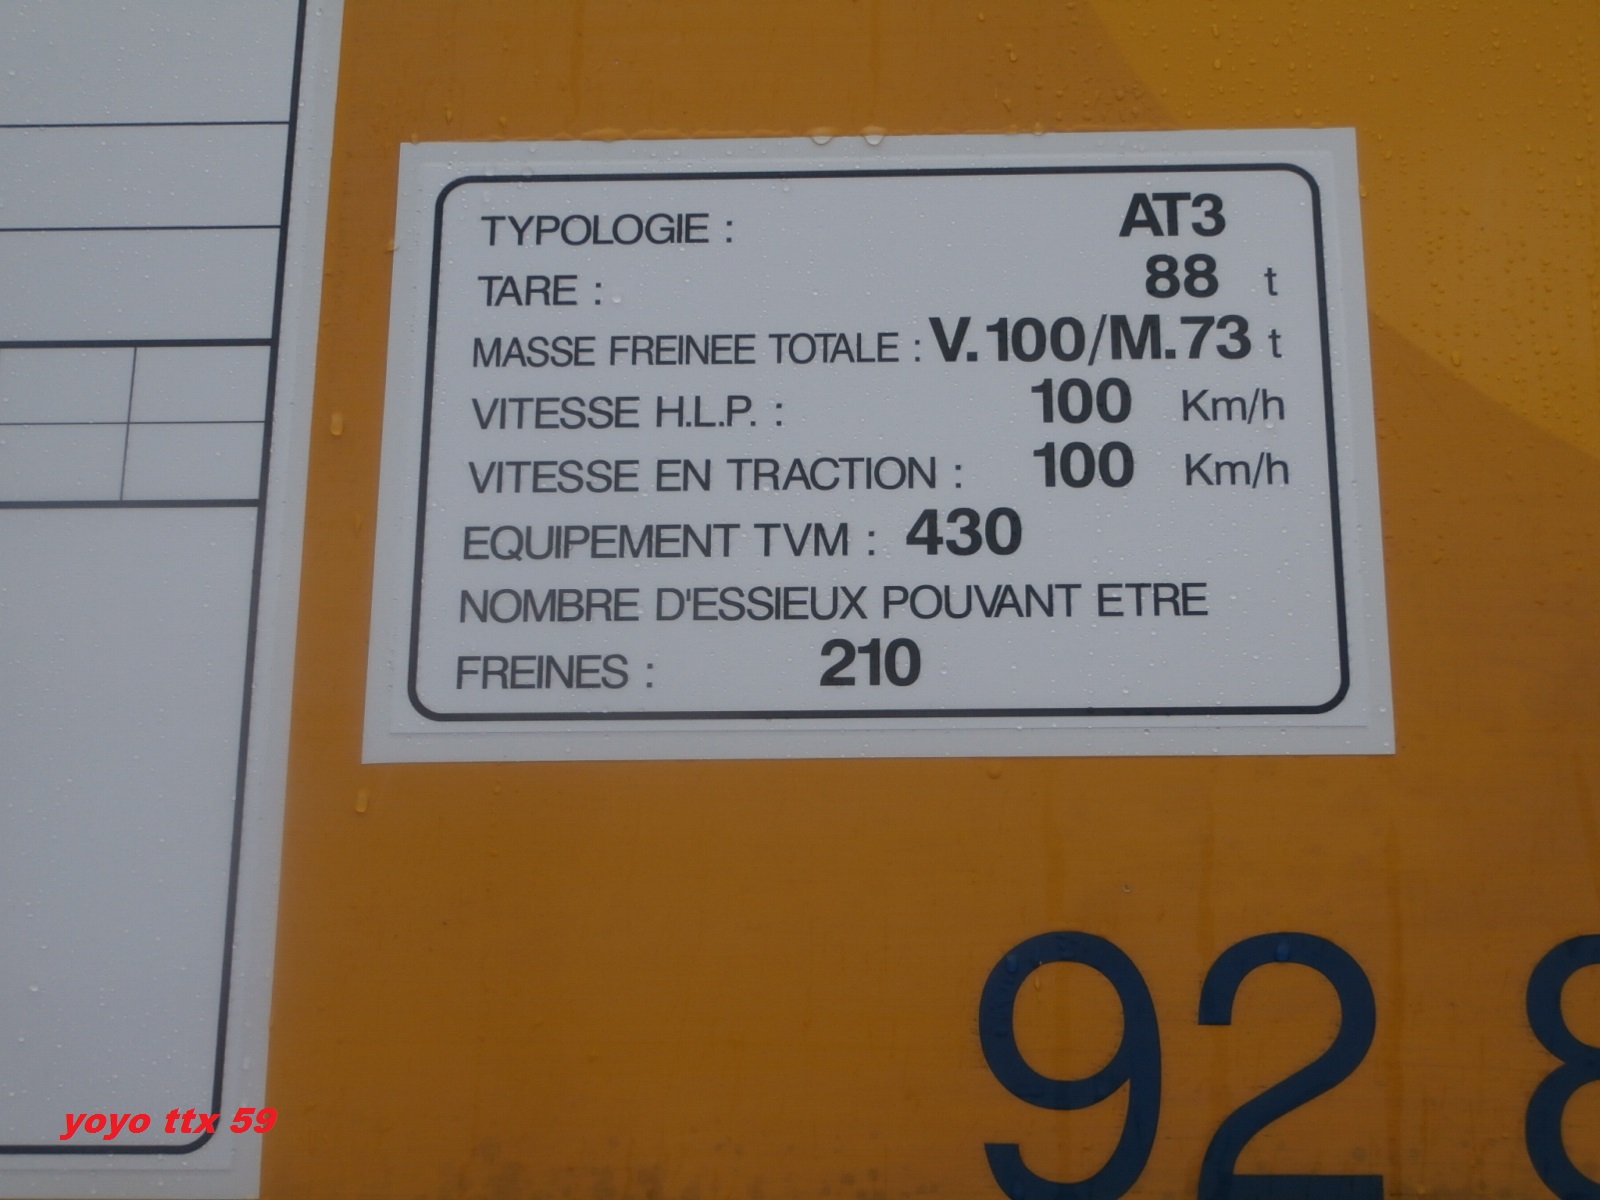 TYPOLOGIE : AT3
TARE : 88 t
MASSE FREINEE TOTALE : V.100/M.73 t
VITESSE H.L.P. : 100 Km/h
VITESSE EN TRACTION : 100 Km/h
EQUIPEMENT TVM : 430
NOMBRE D'ESSIEUX POUVANT ETRE
FREINES : 210
92 8
yoyo ttx 59